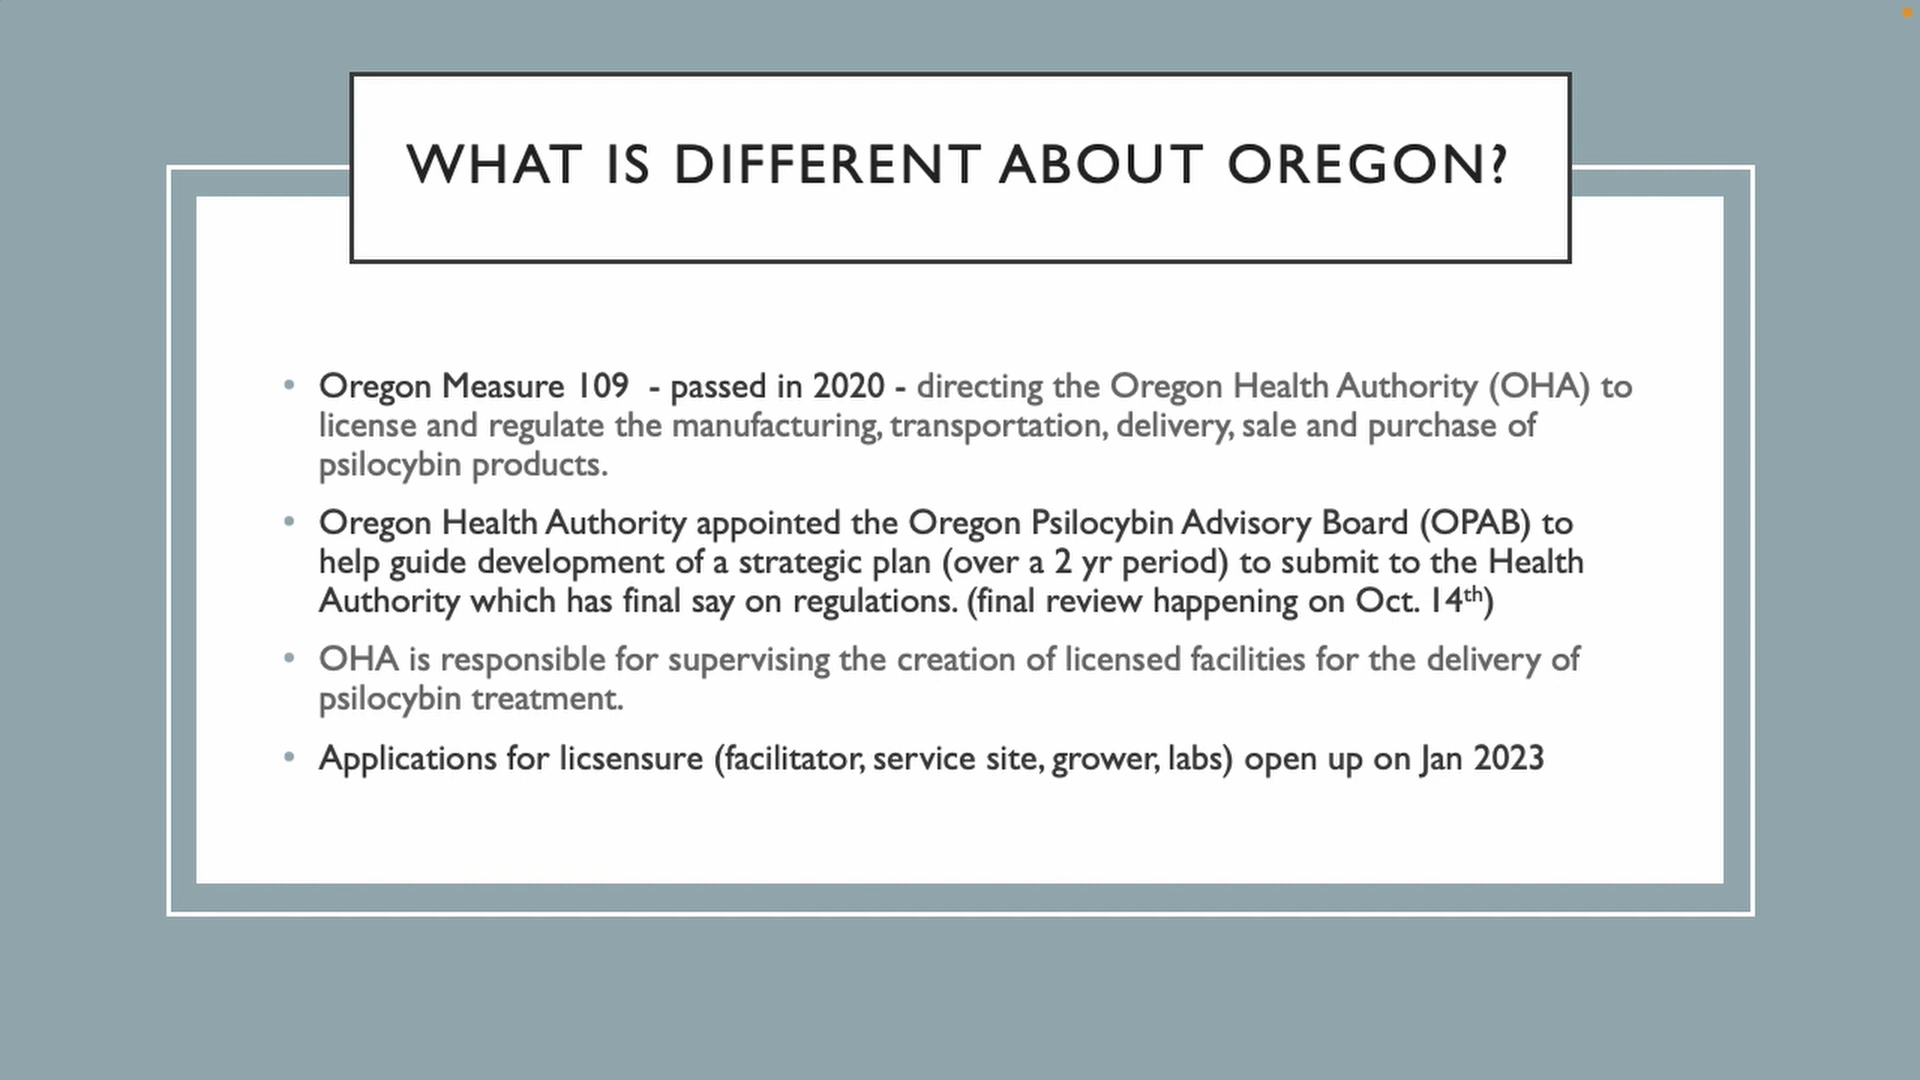 WHAT IS DIFFERENT ABOUT OREGON?
• Oregon Measure 109  - passed in 2020 - directing the Oregon Health Authority (OHA) to
license and regulate the manufacturing, transportation, delivery, sale and purchase of
psilocybin products.
• Oregon Health Authority appointed the Oregon Psilocybin Advisory Board (OPAB) to
help guide development of a strategic plan (over a 2 yr period) to submit to the Health
Authority which has final say on regulations. (final review happening on Oct. 14th)
• OHA is responsible for supervising the creation of licensed facilities for the delivery of
psilocybin treatment.
• Applications for licsensure (facilitator, service site, grower, labs) open up on Jan 2023